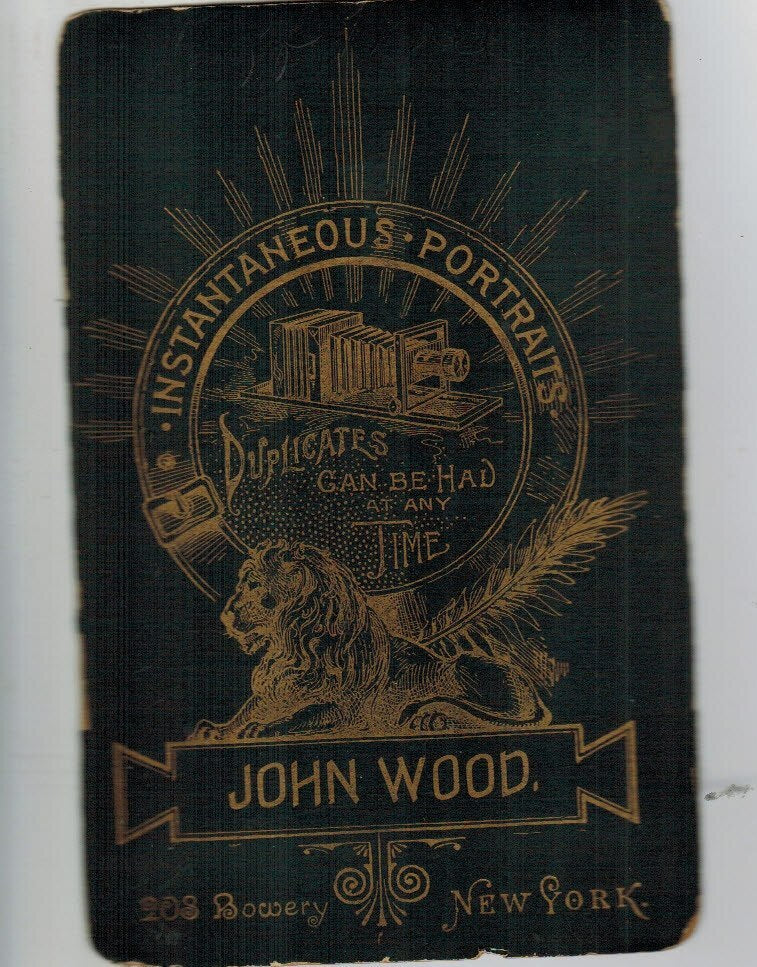 INSTANTANEOUS · PORTRAITS ·
DUPLICATES
CAN BE HAD
AT ANY
TIME
JOHN WOOD.
208 Bowery NEW YORK.